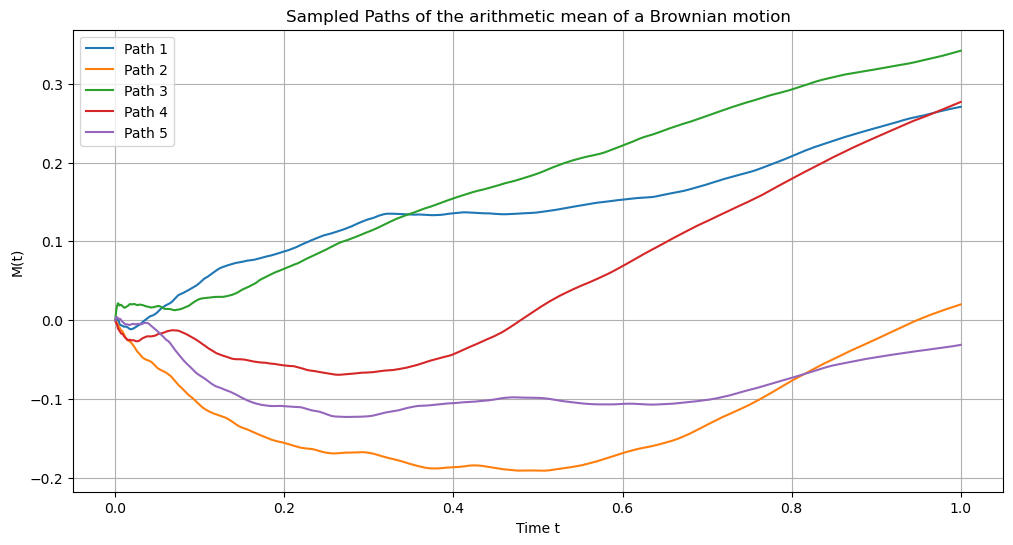 Sampled Paths of the arithmetic mean of a Brownian motion
Path 1
Path 2
Path 3
Path 4
Path 5
M(t)
0.3
0.2
0.1
0.0
−0.1
−0.2
0.0 0.2 0.4 0.6 0.8 1.0
Time t